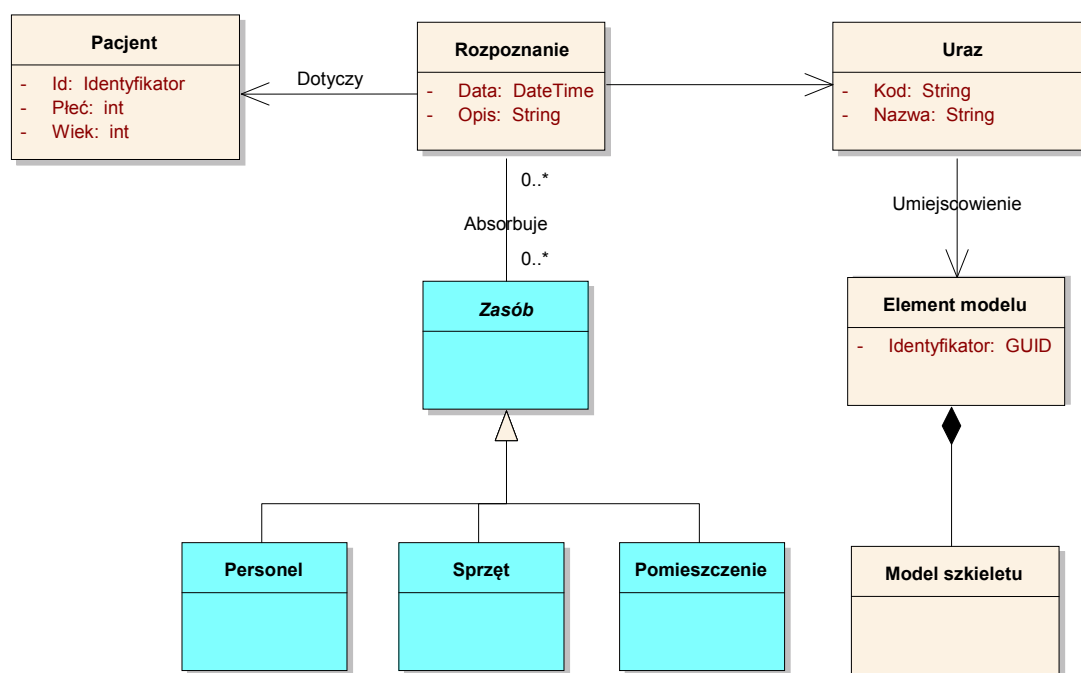 Pacjent
- Id: Identyfikator
- Płeć: int
- Wiek: int
Dotyczy
Rozpoznanie
- Data: DateTime
- Opis: String
Uraz
- Kod: String
- Nazwa: String
0..*
Absorbuje
0..*
Umiejscowienie
Zasób
Element modelu
- Identyfikator: GUID
Personel
Sprzęt
Pomieszczenie
Model szkieletu